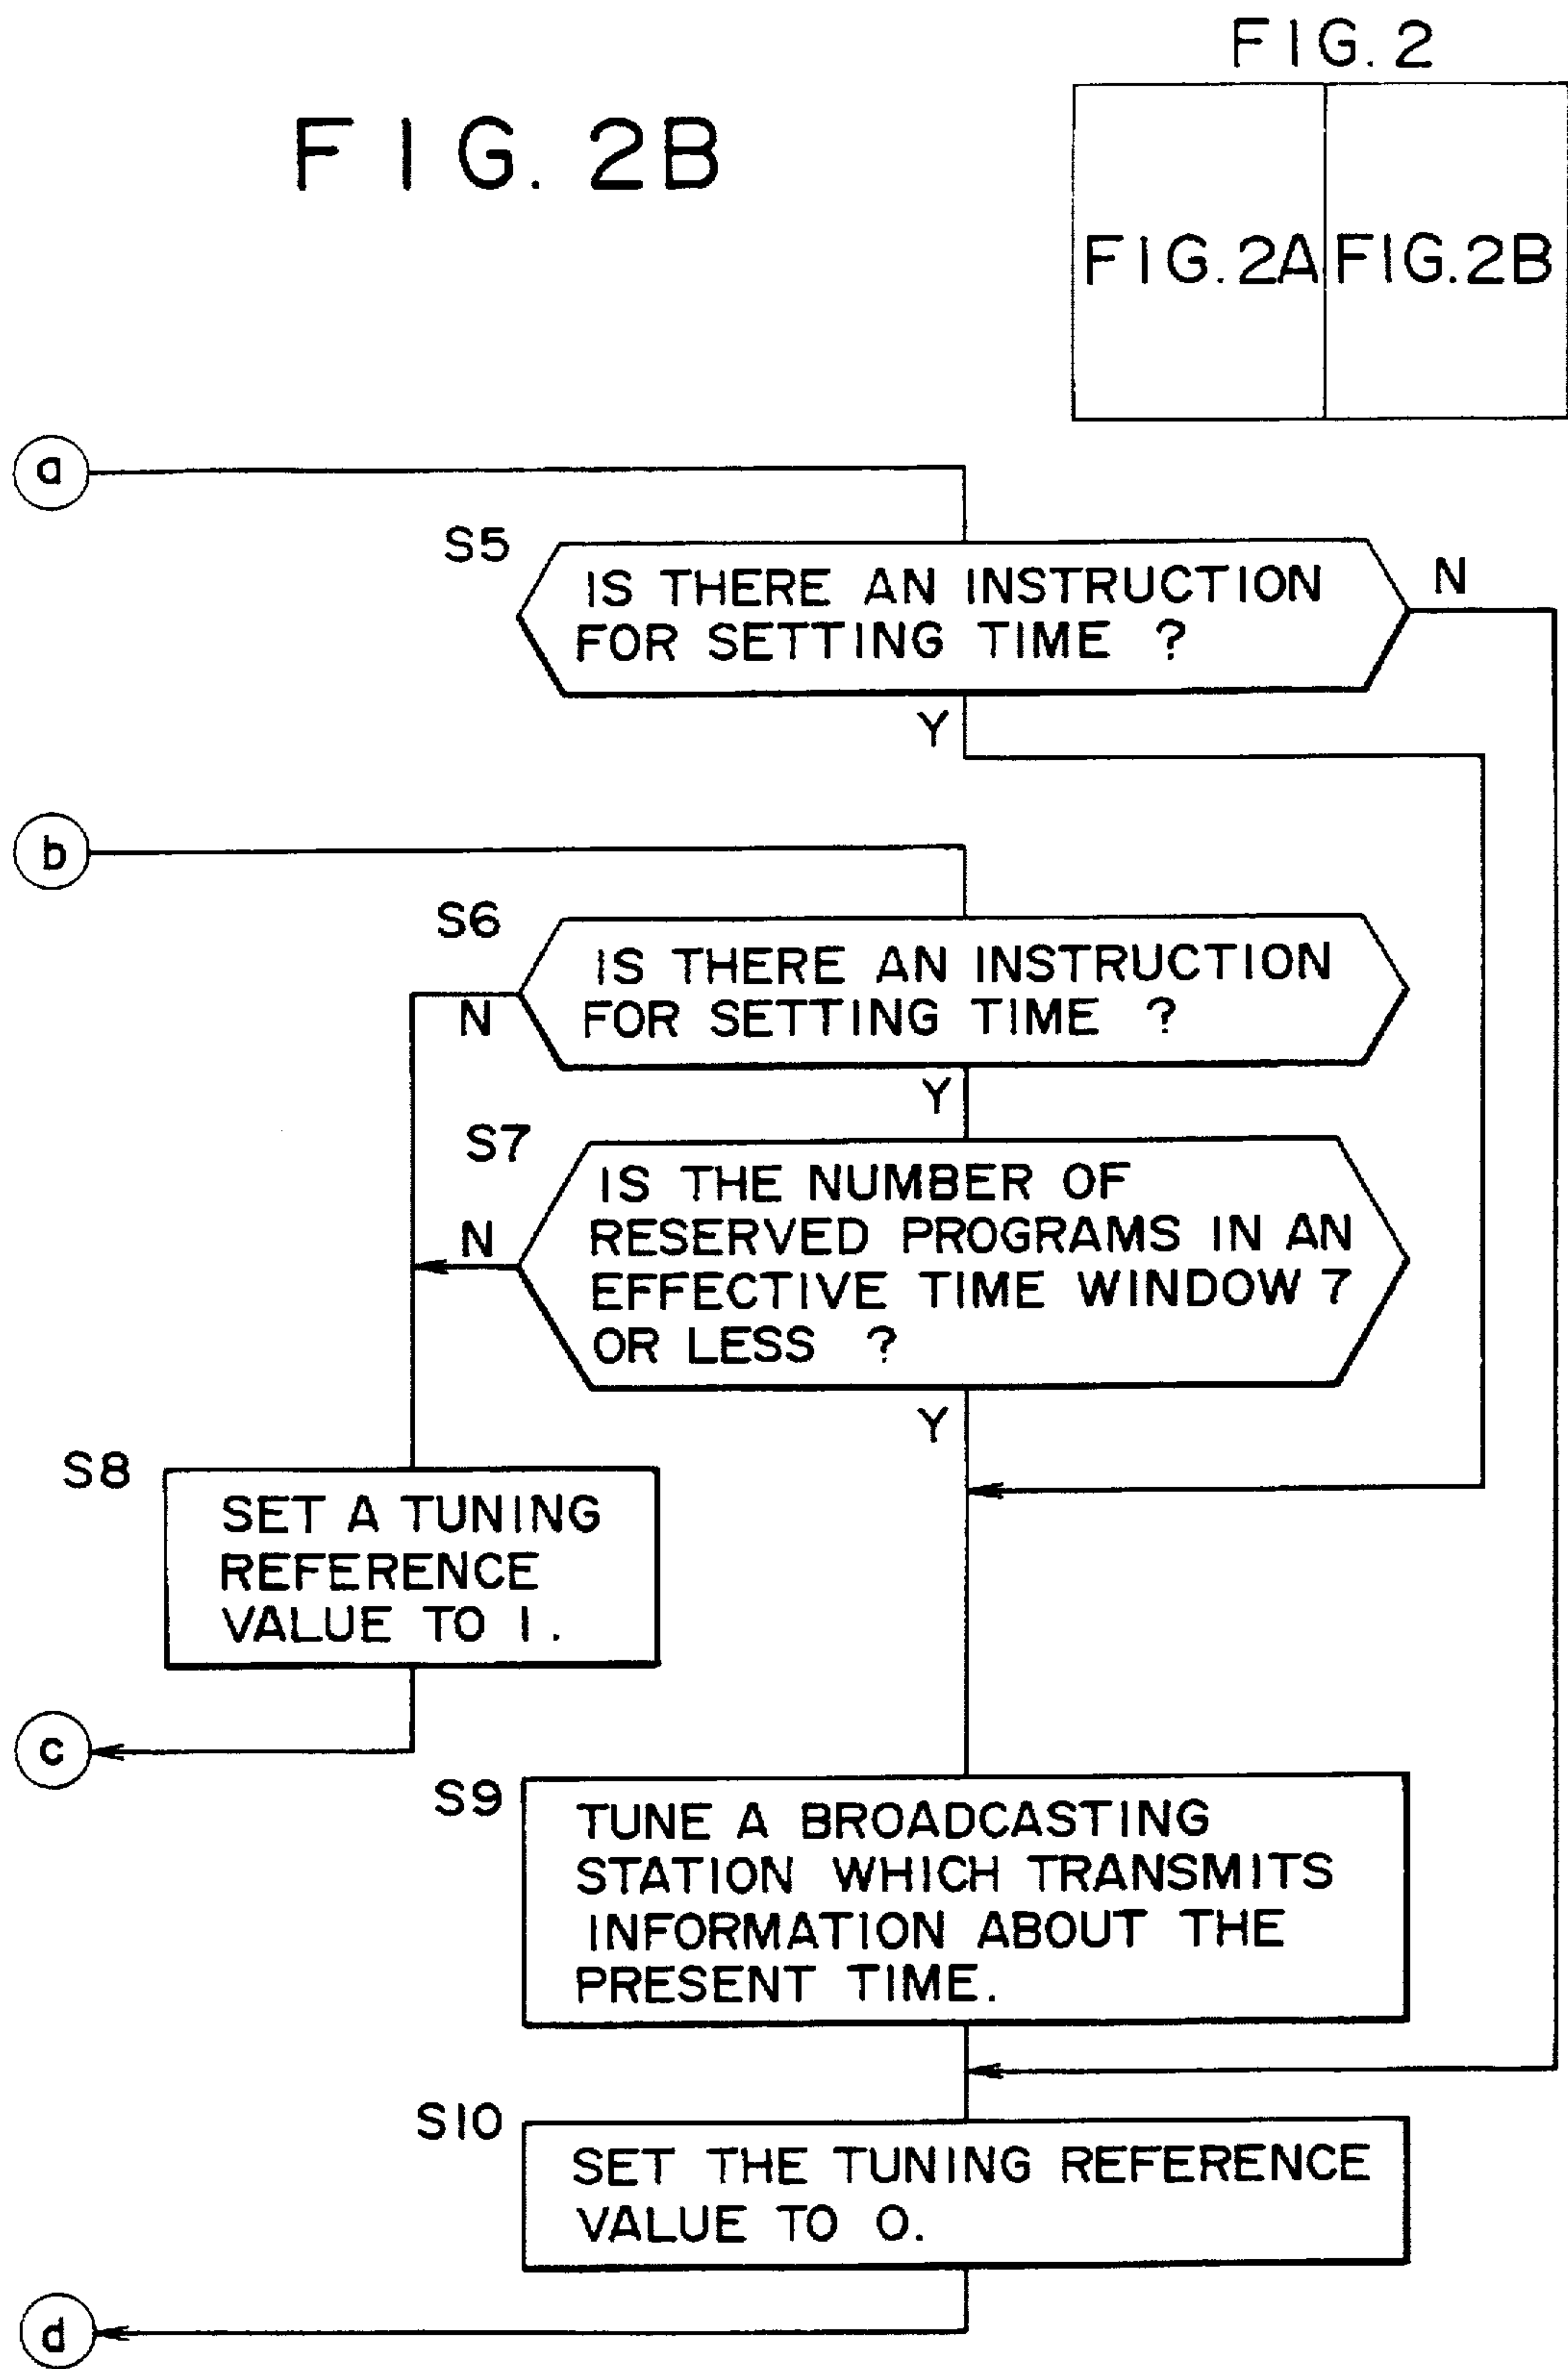 FIG. 2
FIG. 2B
FIG. 2A FIG. 2B
a
S5
IS THERE AN INSTRUCTION
FOR SETTING TIME ?
N
Y
b
S6
IS THERE AN INSTRUCTION
FOR SETTING TIME ?
N
Y
S7
IS THE NUMBER OF
RESERVED PROGRAMS IN AN
EFFECTIVE TIME WINDOW 7
OR LESS ?
N
Y
S8
SET A TUNING
REFERENCE
VALUE TO 1.
c
S9
TUNE A BROADCASTING
STATION WHICH TRANSMITS
INFORMATION ABOUT THE
PRESENT TIME.
S10
SET THE TUNING REFERENCE
VALUE TO 0.
d